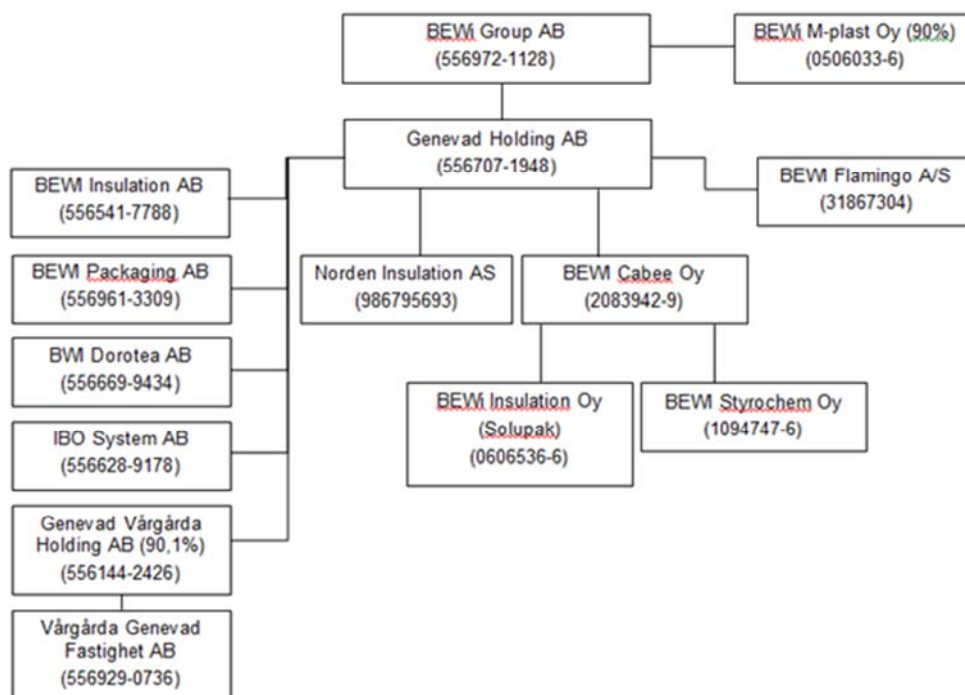 BEWi Group AB
(556972-1128)
BEWi M-plast Oy (90%)
(0506033-6)
Genevad Holding AB
(556707-1948)
BEWI Insulation AB
(556541-7788)
BEWI Flamingo A/S
(31867304)
BEWI Packaging AB
(556961-3309)
Norden Insulation AS
(986795693)
BEWI Cabee Oy
(2083942-9)
BWI Dorotea AB
(556669-9434)
BEWi Insulation Oy
(Solupak)
(0606536-6)
BEWI Styrochem Oy
(1094747-6)
IBO System AB
(556628-9178)
Genevad Vårgårda
Holding AB (90,1%)
(556144-2426)
Vårgårda Genevad
Fastighet AB
(556929-0736)